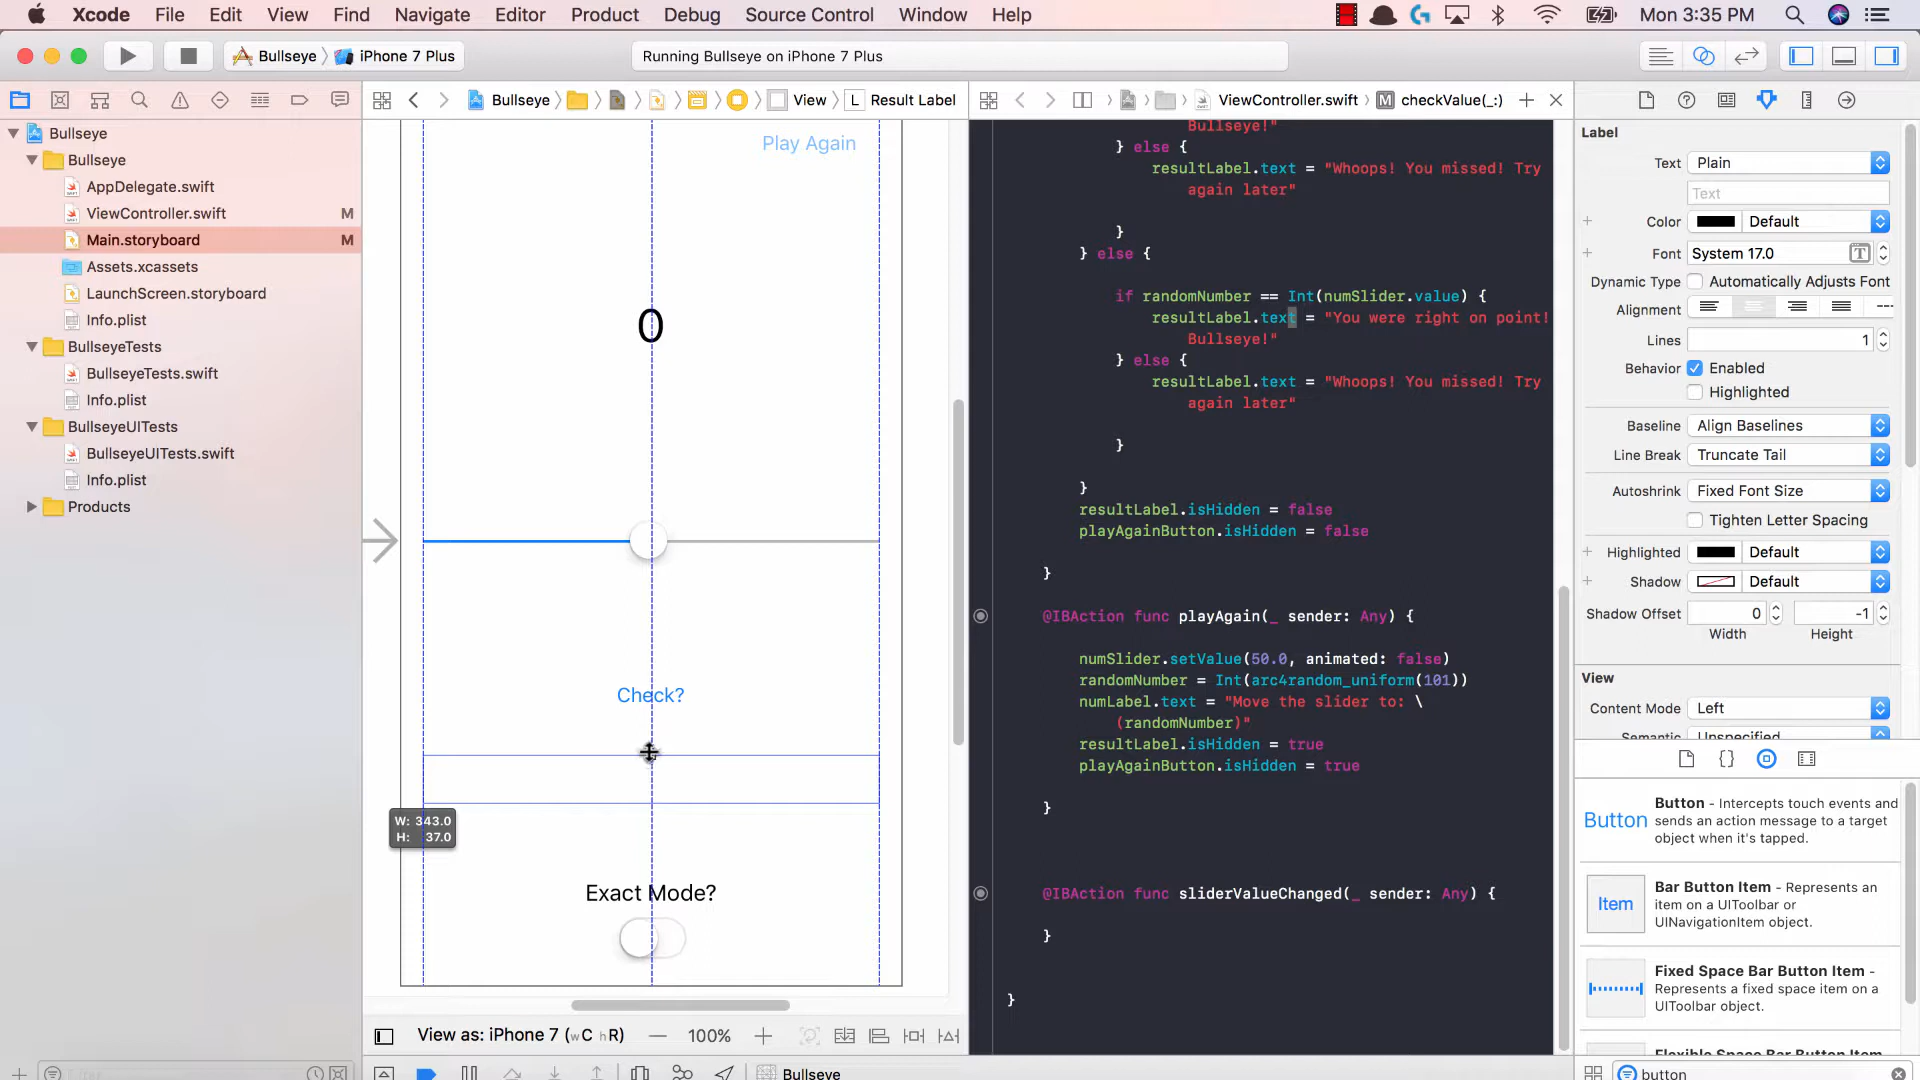 Xcode File Edit View Find Navigate Editor Product Debug Source Control Window Help Mon 3:35 PM
Bullseye iPhone 7 Plus Running Bullseye on iPhone 7 Plus
Bullseye View L Result Label ViewController.swift M checkValue(_:)
Bullseye
Bullseye
AppDelegate.swift
ViewController.swift M
Main.storyboard M
Assets.xcassets
LaunchScreen.storyboard
Info.plist
BullseyeTests
BullseyeTests.swift
Info.plist
BullseyeUITests
BullseyeUITests.swift
Info.plist
Products
Play Again
0
Check?
W: 343.0
H: 37.0
Exact Mode?
View as: iPhone 7 (wC hR) 100%
Bullseye
Bullseye!"
} else {
resultLabel.text = "Whoops! You missed! Try
again later"
}
} else {
if randomNumber == Int(numSlider.value) {
resultLabel.text = "You were right on point!
Bullseye!"
} else {
resultLabel.text = "Whoops! You missed! Try
again later"
}
}
resultLabel.isHidden = false
playAgainButton.isHidden = false
}
@IBAction func playAgain(_ sender: Any) {
numSlider.setValue(50.0, animated: false)
randomNumber = Int(arc4random_uniform(101))
numLabel.text = "Move the slider to: \
(randomNumber)"
resultLabel.isHidden = true
playAgainButton.isHidden = true
}
@IBAction func sliderValueChanged(_ sender: Any) {
}
}
Label
Text Plain
Text
Color Default
Font System 17.0
Dynamic Type Automatically Adjusts Font
Alignment
Lines 1
Behavior Enabled
Highlighted
Baseline Align Baselines
Line Break Truncate Tail
Autoshrink Fixed Font Size
Tighten Letter Spacing
Highlighted Default
Shadow Default
Shadow Offset 0 -1
Width Height
View
Content Mode Left
Semantic Unspecified
Button Button - Intercepts touch events and
sends an action message to a target
object when it's tapped.
Item Bar Button Item - Represents an
item on a UIToolbar or
UINavigationItem object.
Fixed Space Bar Button Item -
Represents a fixed space item on a
UIToolbar object.
Flexible Space Bar Button Item
button